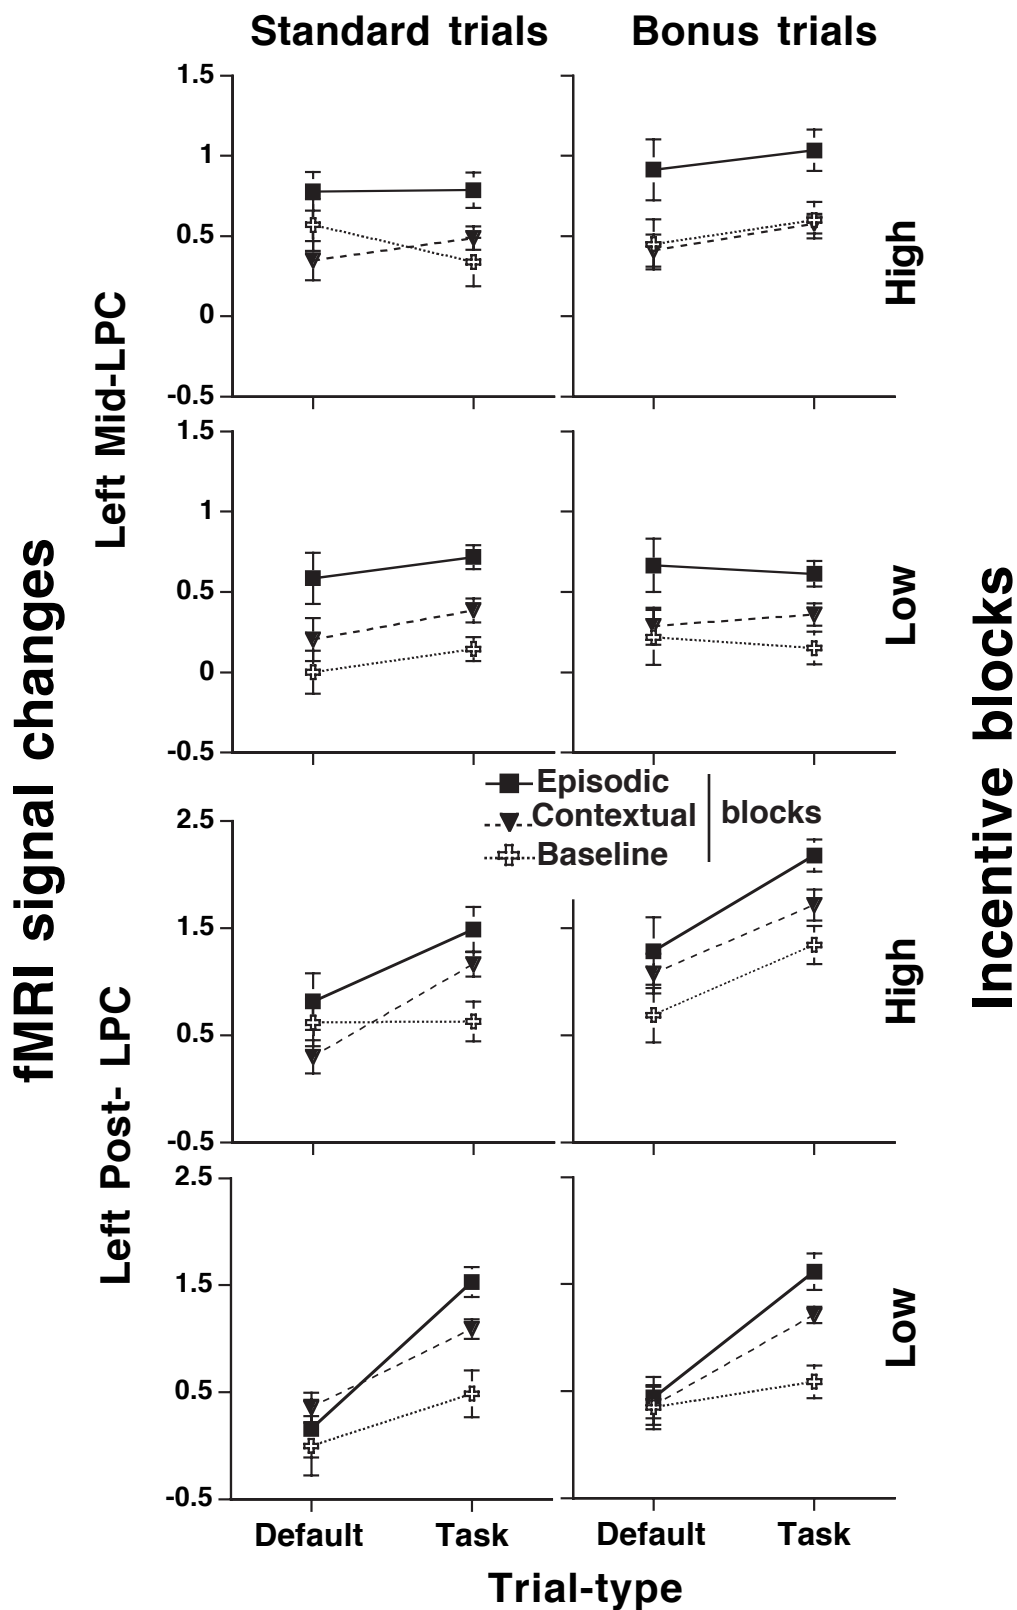 Standard trials
Bonus trials
fMRI signal changes
Left Mid-LPC
1.5
1
0.5
0
-0.5
High
1.5
1
0.5
0
-0.5
Low
Incentive blocks
Episodic
Contextual
Baseline
blocks
Left Post- LPC
2.5
1.5
0.5
-0.5
High
2.5
1.5
0.5
-0.5
Low
Default
Task
Default
Task
Trial-type